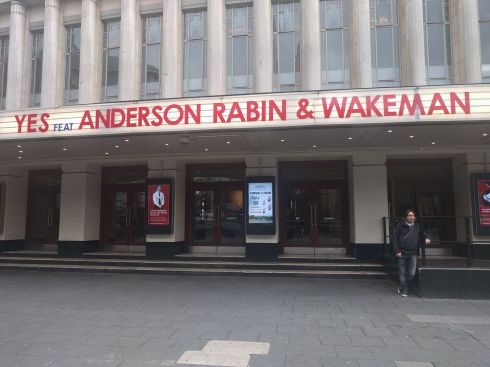 YES FEAT ANDERSON RABIN & WAKEMAN